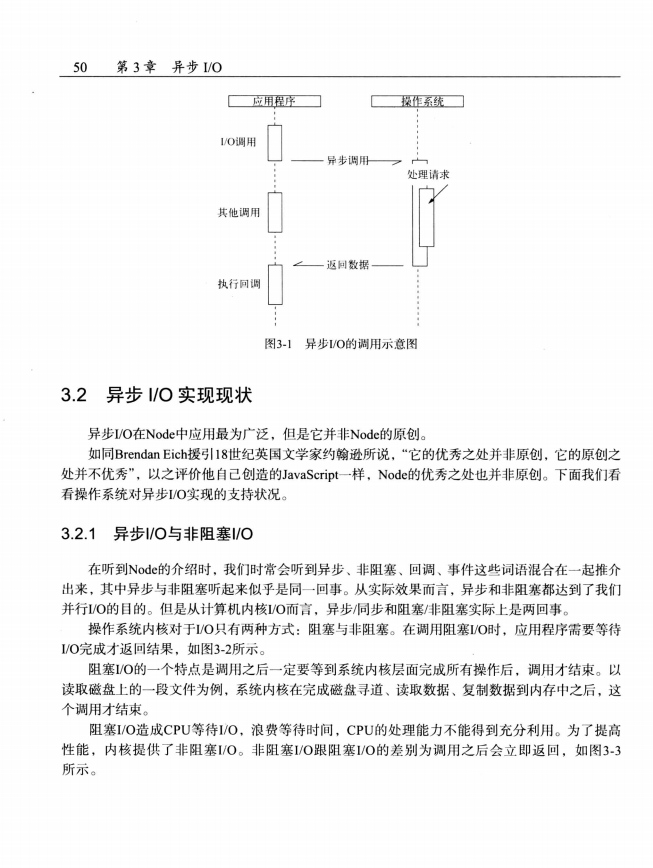 50 第3章 异步 I/O
应用程序 操作系统
I/O调用
异步调用
处理请求
其他调用
返回数据
执行回调
图3-1 异步I/O的调用示意图
3.2 异步 I/O 实现现状
异步I/O在Node中应用最为广泛，但是它并非Node的原创。
如同Brendan Eich援引18世纪英国文学家约翰逊所说，“它的优秀之处并非原创，它的原创之
处并不优秀”，以之评价他自己创造的JavaScript一样，Node的优秀之处也并非原创。下面我们看
看操作系统对异步I/O实现的支持状况。
3.2.1 异步I/O与非阻塞I/O
在听到Node的介绍时，我们时常会听到异步、非阻塞、回调、事件这些词语混合在一起推介
出来，其中异步与非阻塞听起来似乎是同一回事。从实际效果而言，异步和非阻塞都达到了我们
并行I/O的目的。但是从计算机内核I/O而言，异步/同步和阻塞/非阻塞实际上是两回事。
操作系统内核对于I/O只有两种方式：阻塞与非阻塞。在调用阻塞I/O时，应用程序需要等待
I/O完成才返回结果，如图3-2所示。
阻塞I/O的一个特点是调用之后一定要等到系统内核层面完成所有操作后，调用才结束。以
读取磁盘上的一段文件为例，系统内核在完成磁盘寻道、读取数据、复制数据到内存中之后，这
个调用才结束。
阻塞I/O造成CPU等待I/O，浪费等待时间，CPU的处理能力不能得到充分利用。为了提高
性能，内核提供了非阻塞I/O。非阻塞I/O跟阻塞I/O的差别为调用之后会立即返回，如图3-3
所示。